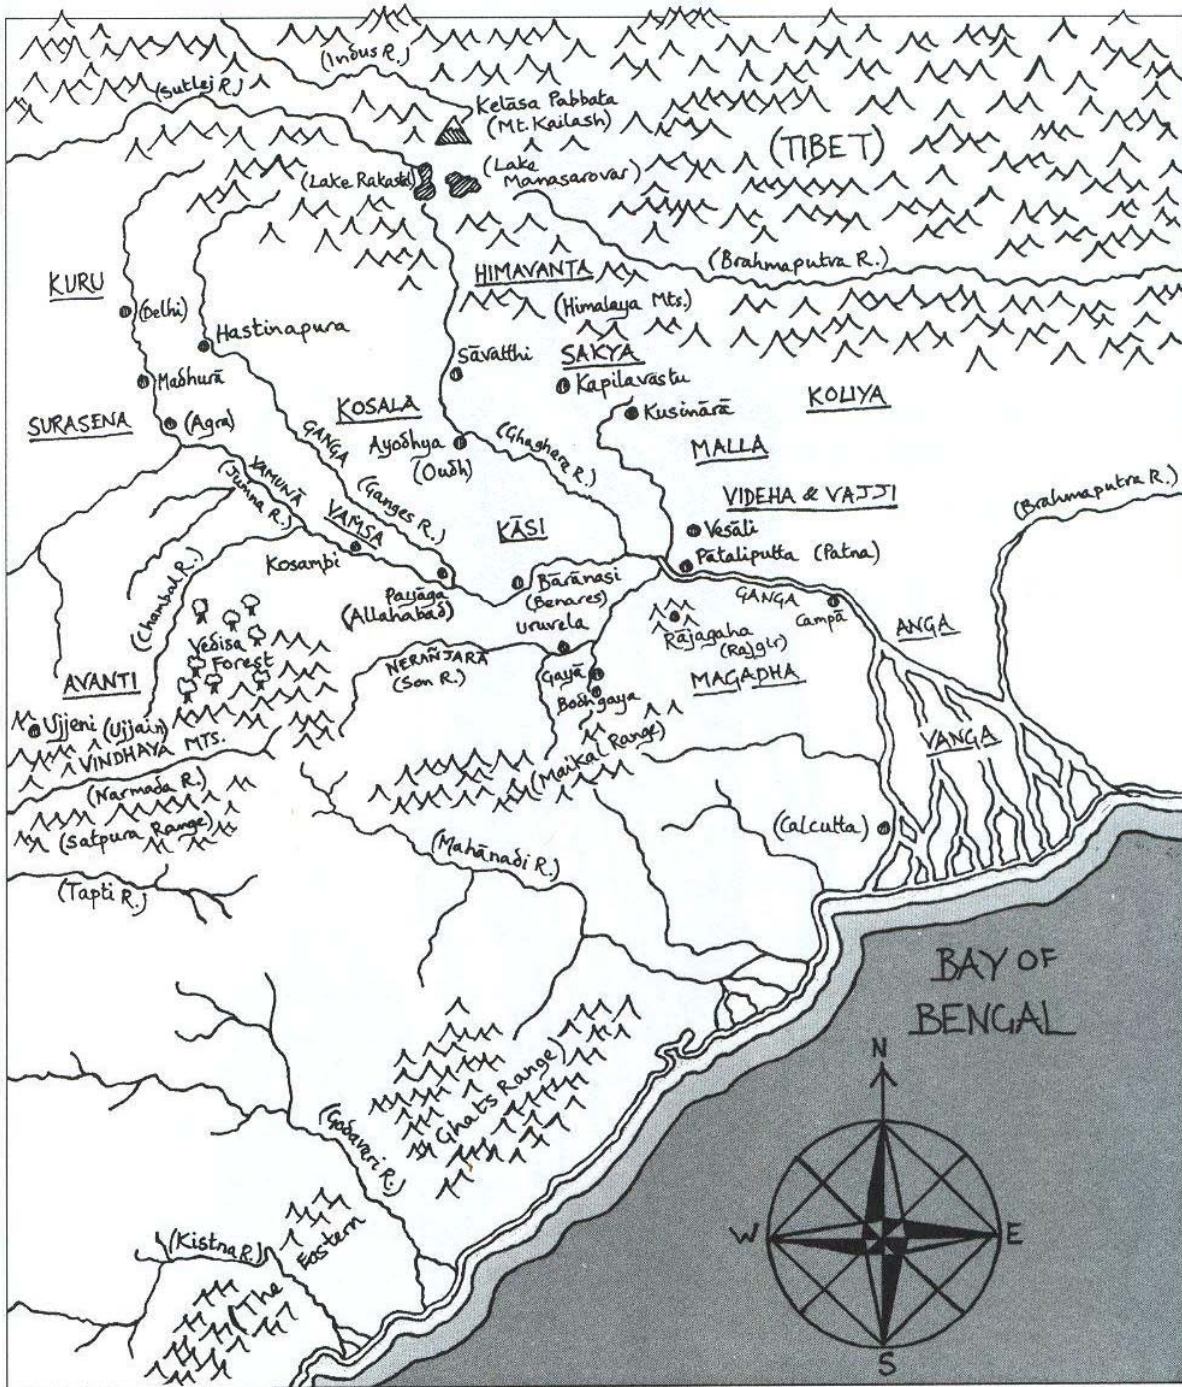 (Indus R.)
(Sutlej R.)
Kelāsa Pabbata
(Mt. Kailash)
(TIBET)
(Lake Rakastal)
(Lake
Manasarovar)
(Brahmaputra R.)
HIMAVANTA
(Himalaya Mts.)
KURU
(Delhi)
Hastinapura
Sāvatthi
SAKYA
Kapilavastu
Madhurā
KOLIYA
KOSALA
Kusinārā
SURASENA
(Agra)
GANGA
(Ganges R.)
Ayodhya
(Oudh)
(Ghaghara R.)
MALLA
YAMUNĀ
(Jumna R.)
VIDEHA & VAJJI
(Brahmaputra R.)
VAMSA
KĀSI
Vesāli
Kosambi
Pātaliputta (Patna)
(Chambal R.)
Payāga
(Allahabad)
Bārānasi
(Benares)
GANGA
Campā
Uruvela
Rājagaha
(Rajgir)
ANGA
Vedisa
Forest
NERAÑJARĀ
(Son R.)
Gayā
Bodhgaya
MAGADHA
AVANTI
Ujjeni (Ujjain)
VINDHAYA MTS.
VANGA
(Maikal Range)
(Narmada R.)
(Satpura Range)
(Calcutta)
(Mahānadi R.)
(Tapti R.)
BAY OF
BENGAL
N
W
E
S
(Godavari R.)
(Kistna R.)
(The Eastern Ghats Range)